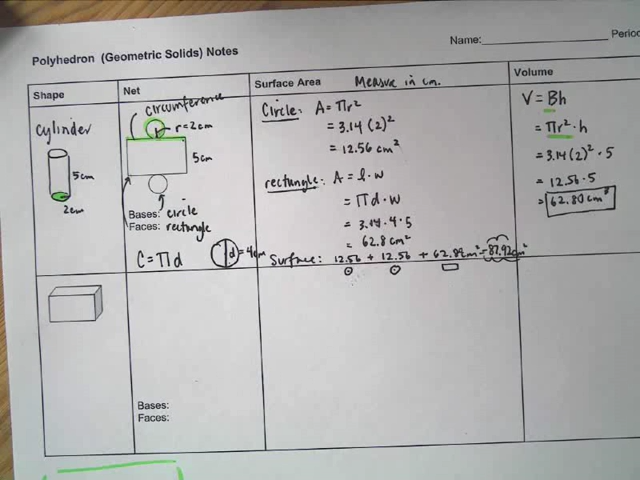 Name:
Period
Polyhedron (Geometric Solids) Notes
Shape
Net
Surface Area
Measure in cm.
Volume
cylinder
5cm
2cm
circumference
r=2cm
5cm
Bases: circle
Faces: rectangle
C=πd
d=4cm
Circle: A=πr²
=3.14(2)²
=12.56 cm²
rectangle: A=l·w
=πd·w
=3.14·4·5
=62.8cm²
Surface: 12.56 + 12.56 + 62.80cm² = 87.92cm²
V=Bh
=πr²·h
=3.14(2)²·5
=12.56·5
=62.80 cm³
Bases:
Faces: